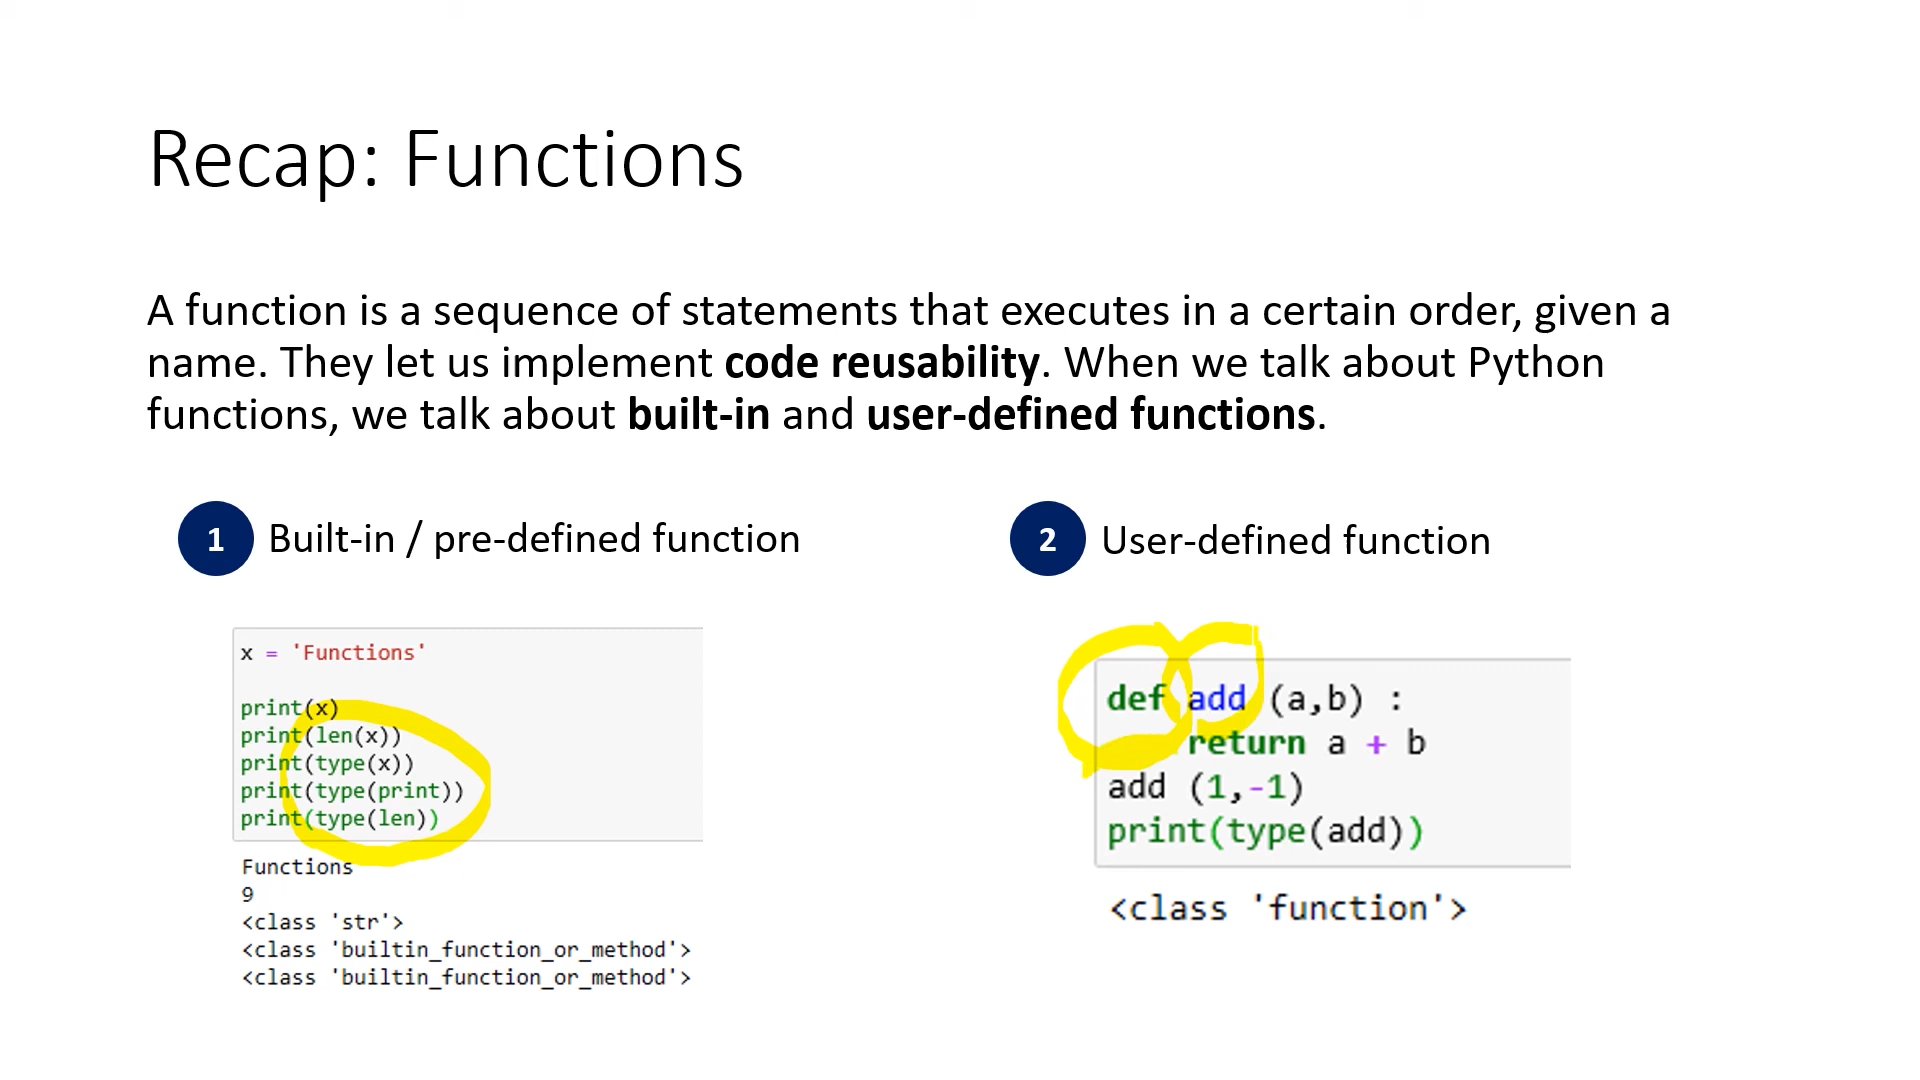 Recap: Functions
A function is a sequence of statements that executes in a certain order, given a
name. They let us implement code reusability. When we talk about Python
functions, we talk about built-in and user-defined functions.
1 Built-in / pre-defined function
x = 'Functions'
print(x)
print(len(x))
print(type(x))
print(type(print))
print(type(len))
Functions
9
<class 'str'>
<class 'builtin_function_or_method'>
<class 'builtin_function_or_method'>
2 User-defined function
def add (a,b) :
return a + b
add (1,-1)
print(type(add))
<class 'function'>